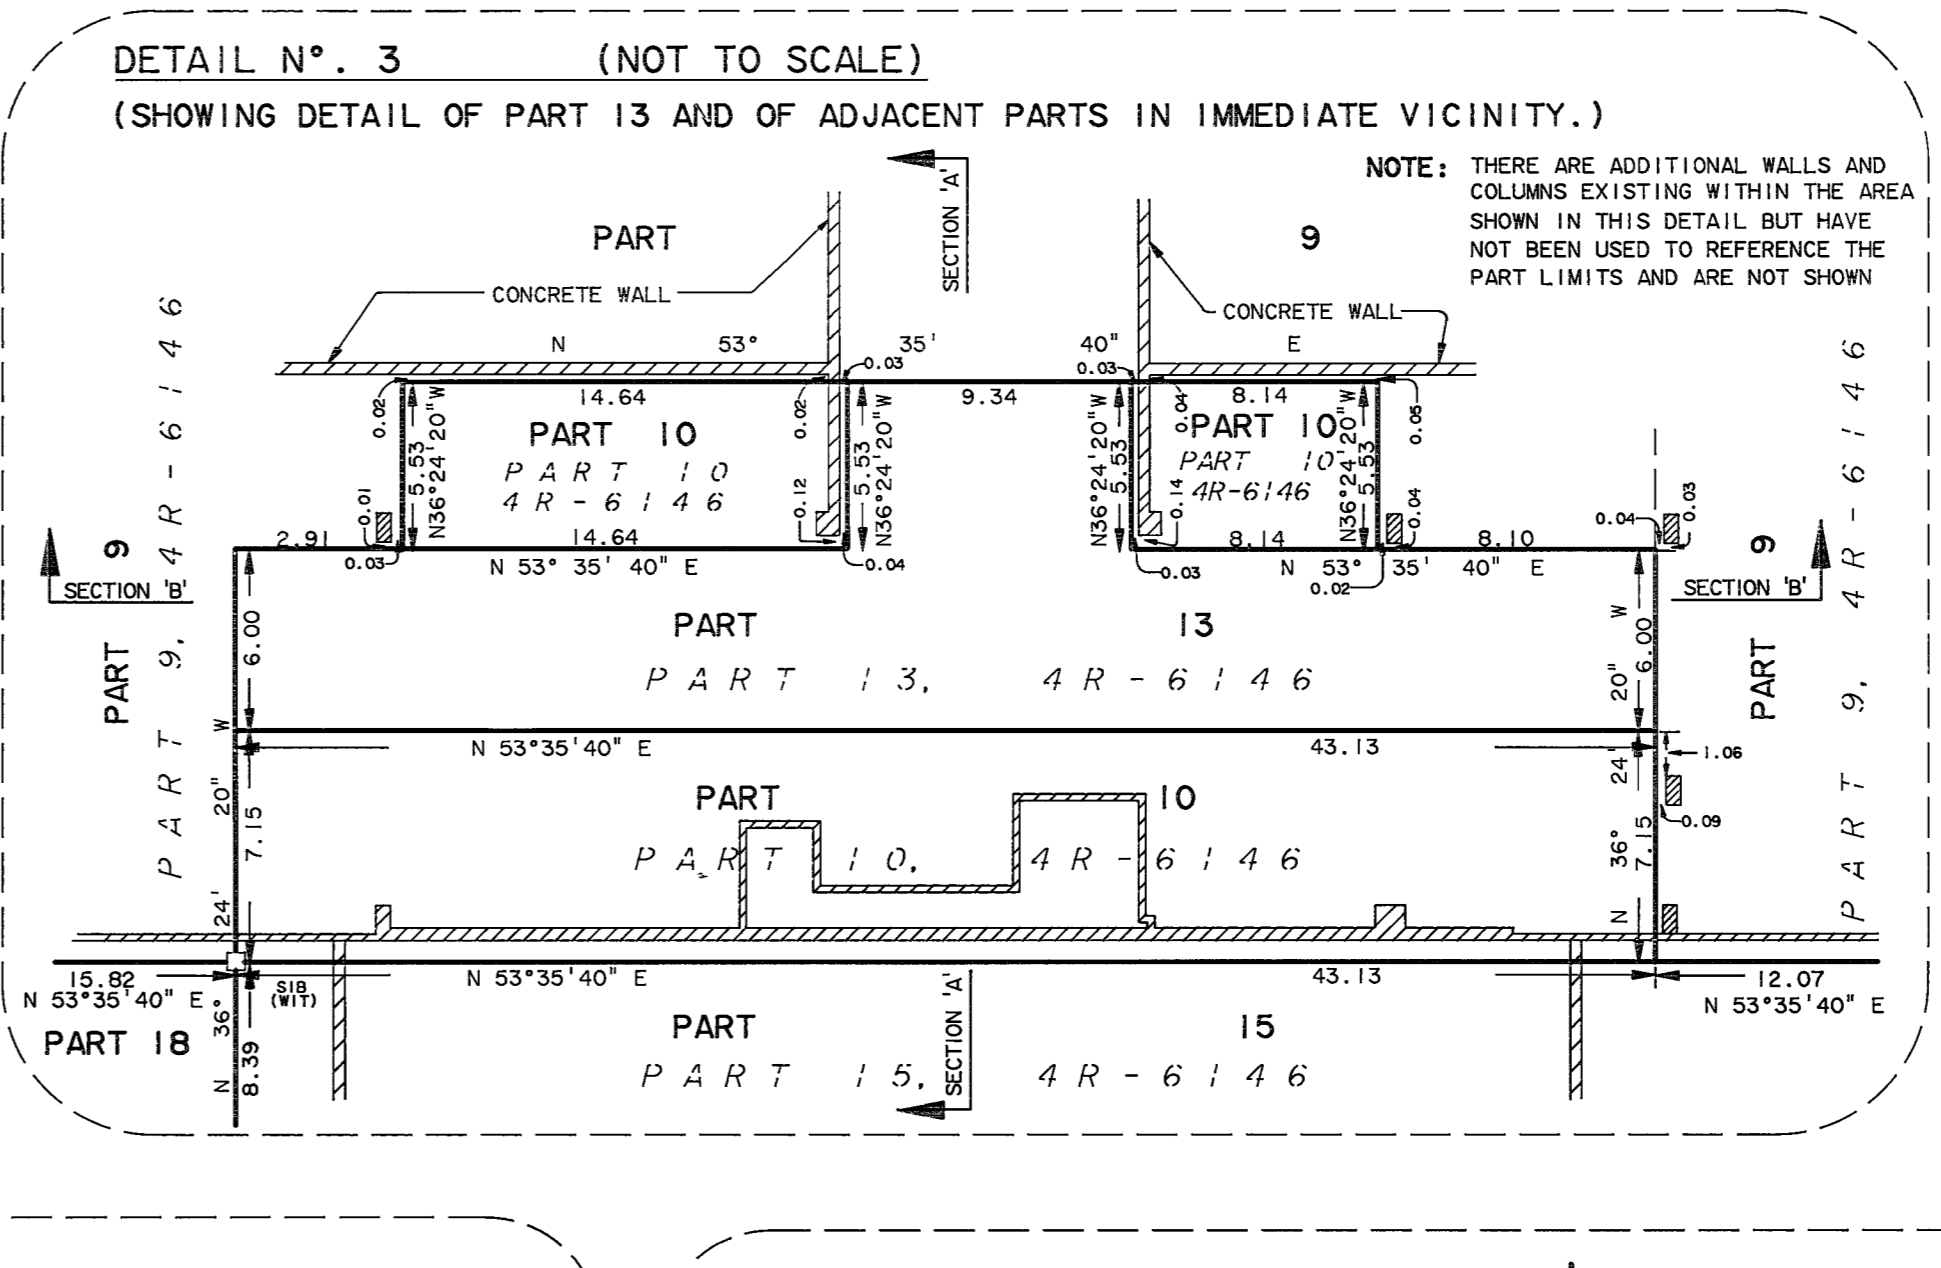 DETAIL N°. 3 (NOT TO SCALE)
(SHOWING DETAIL OF PART 13 AND OF ADJACENT PARTS IN IMMEDIATE VICINITY.)
NOTE: THERE ARE ADDITIONAL WALLS AND
COLUMNS EXISTING WITHIN THE AREA
SHOWN IN THIS DETAIL BUT HAVE
NOT BEEN USED TO REFERENCE THE
PART LIMITS AND ARE NOT SHOWN
SECTION 'A'
PART 9
CONCRETE WALL
CONCRETE WALL
N 53° 35' 40" E
0.03
0.03
0.02
14.64
0.02
9.34
0.04
8.14
0.05
5.53
N36°24'20"W
PART 10
PART 10
4R-6146
5.53
N36°24'20"W
N36°24'20"W
5.53
PART 10
PART 10
4R-6146
N36°24'20"W
5.53
0.01
0.12
0.14
0.04
0.04
0.03
2.91
14.64
8.14
8.10
0.03
N 53° 35' 40" E
0.04
0.03
N 53° 35' 40" E
0.02
SECTION 'B'
SECTION 'B'
PART 9
PART 9, 4R-6146
PART 9
PART 9, 4R-6146
6.00
PART 13
PART 13, 4R-6146
6.00
N 53°35'40" E
43.13
1.06
N 36° 24' 20" W
7.15
PART 10
PART 10, 4R-6146
N 36° 24' 20" W
7.15
0.09
15.82
N 53°35'40" E
SIB
(WIT)
N 53°35'40" E
43.13
12.07
N 53°35'40" E
PART 18
8.39
PART 15
PART 15, 4R-6146
SECTION 'A'